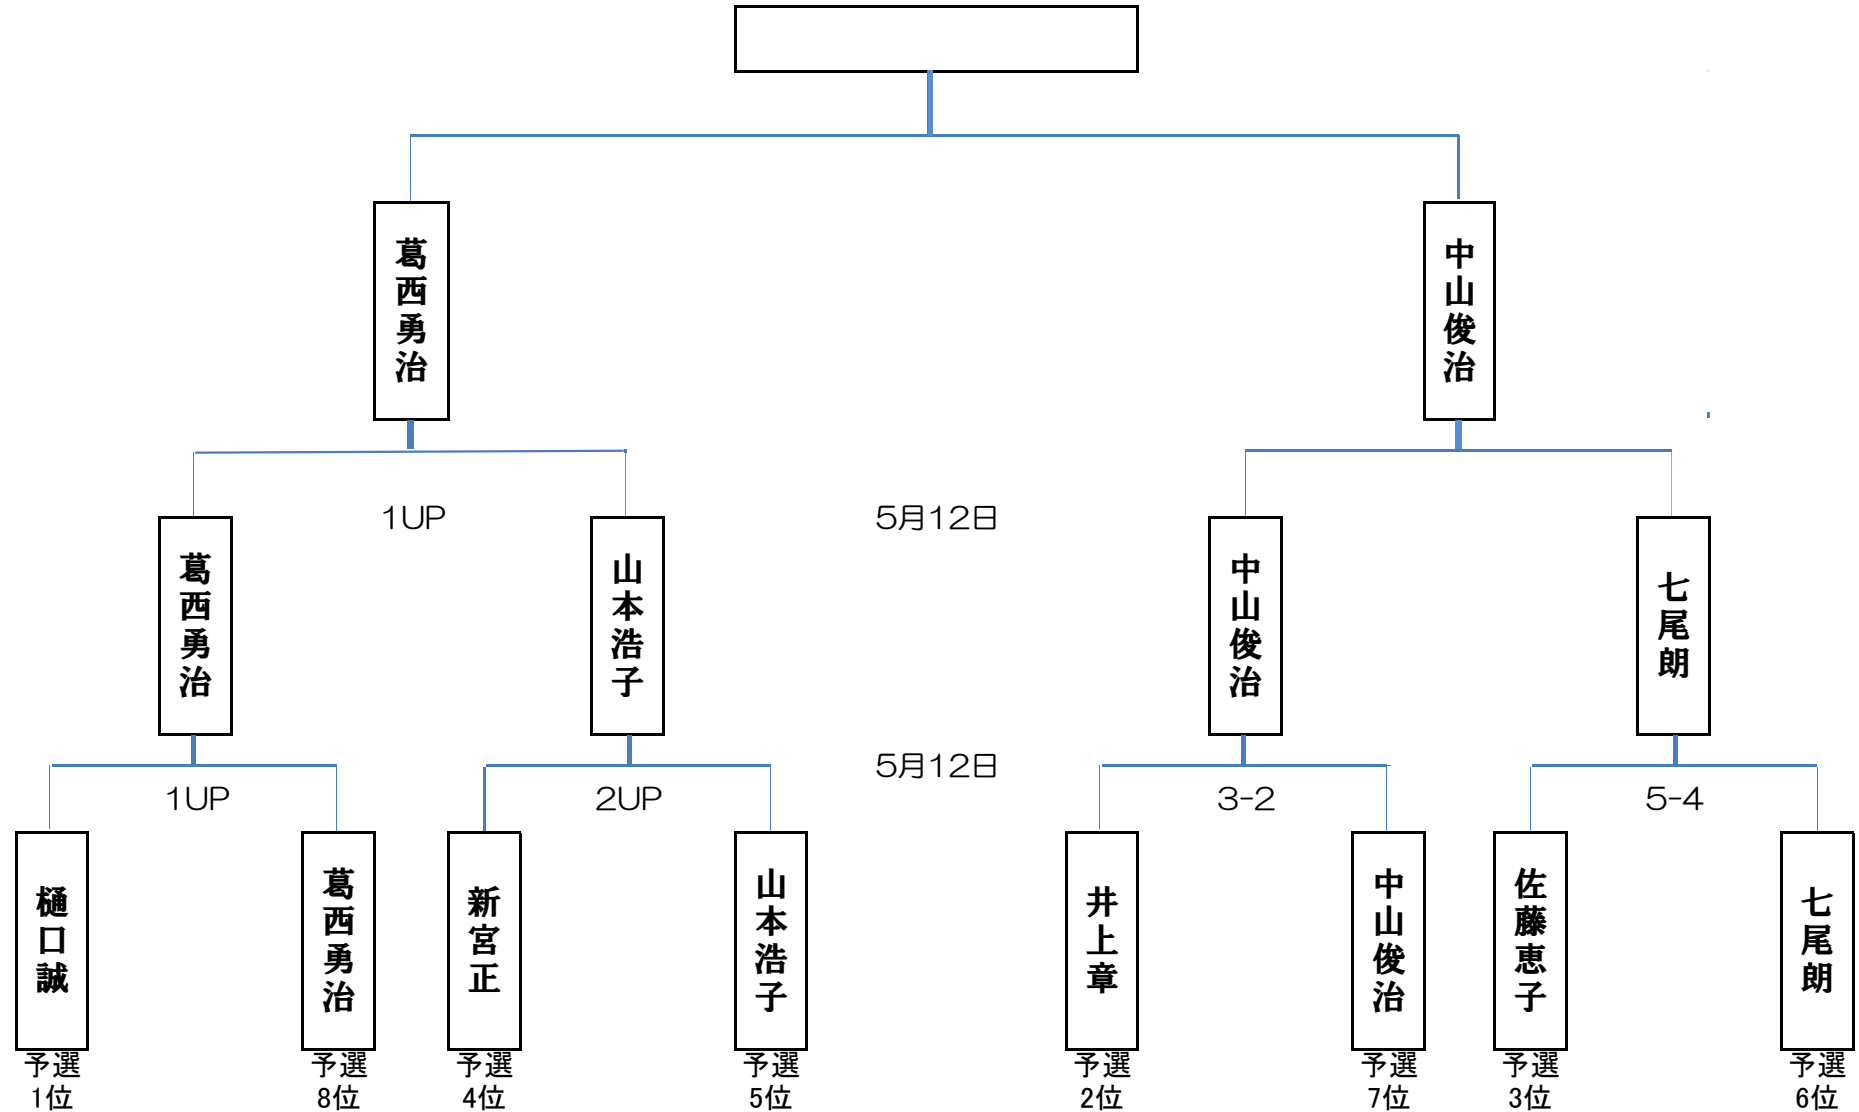 葛西勇治
中山俊治
1UP
5月12日
葛西勇治
山本浩子
中山俊治
七尾朗
5月12日
1UP
2UP
3-2
5-4
樋口誠
葛西勇治
新宮正
山本浩子
井上章
中山俊治
佐藤恵子
七尾朗
予選
1位
予選
8位
予選
4位
予選
5位
予選
2位
予選
7位
予選
3位
予選
6位